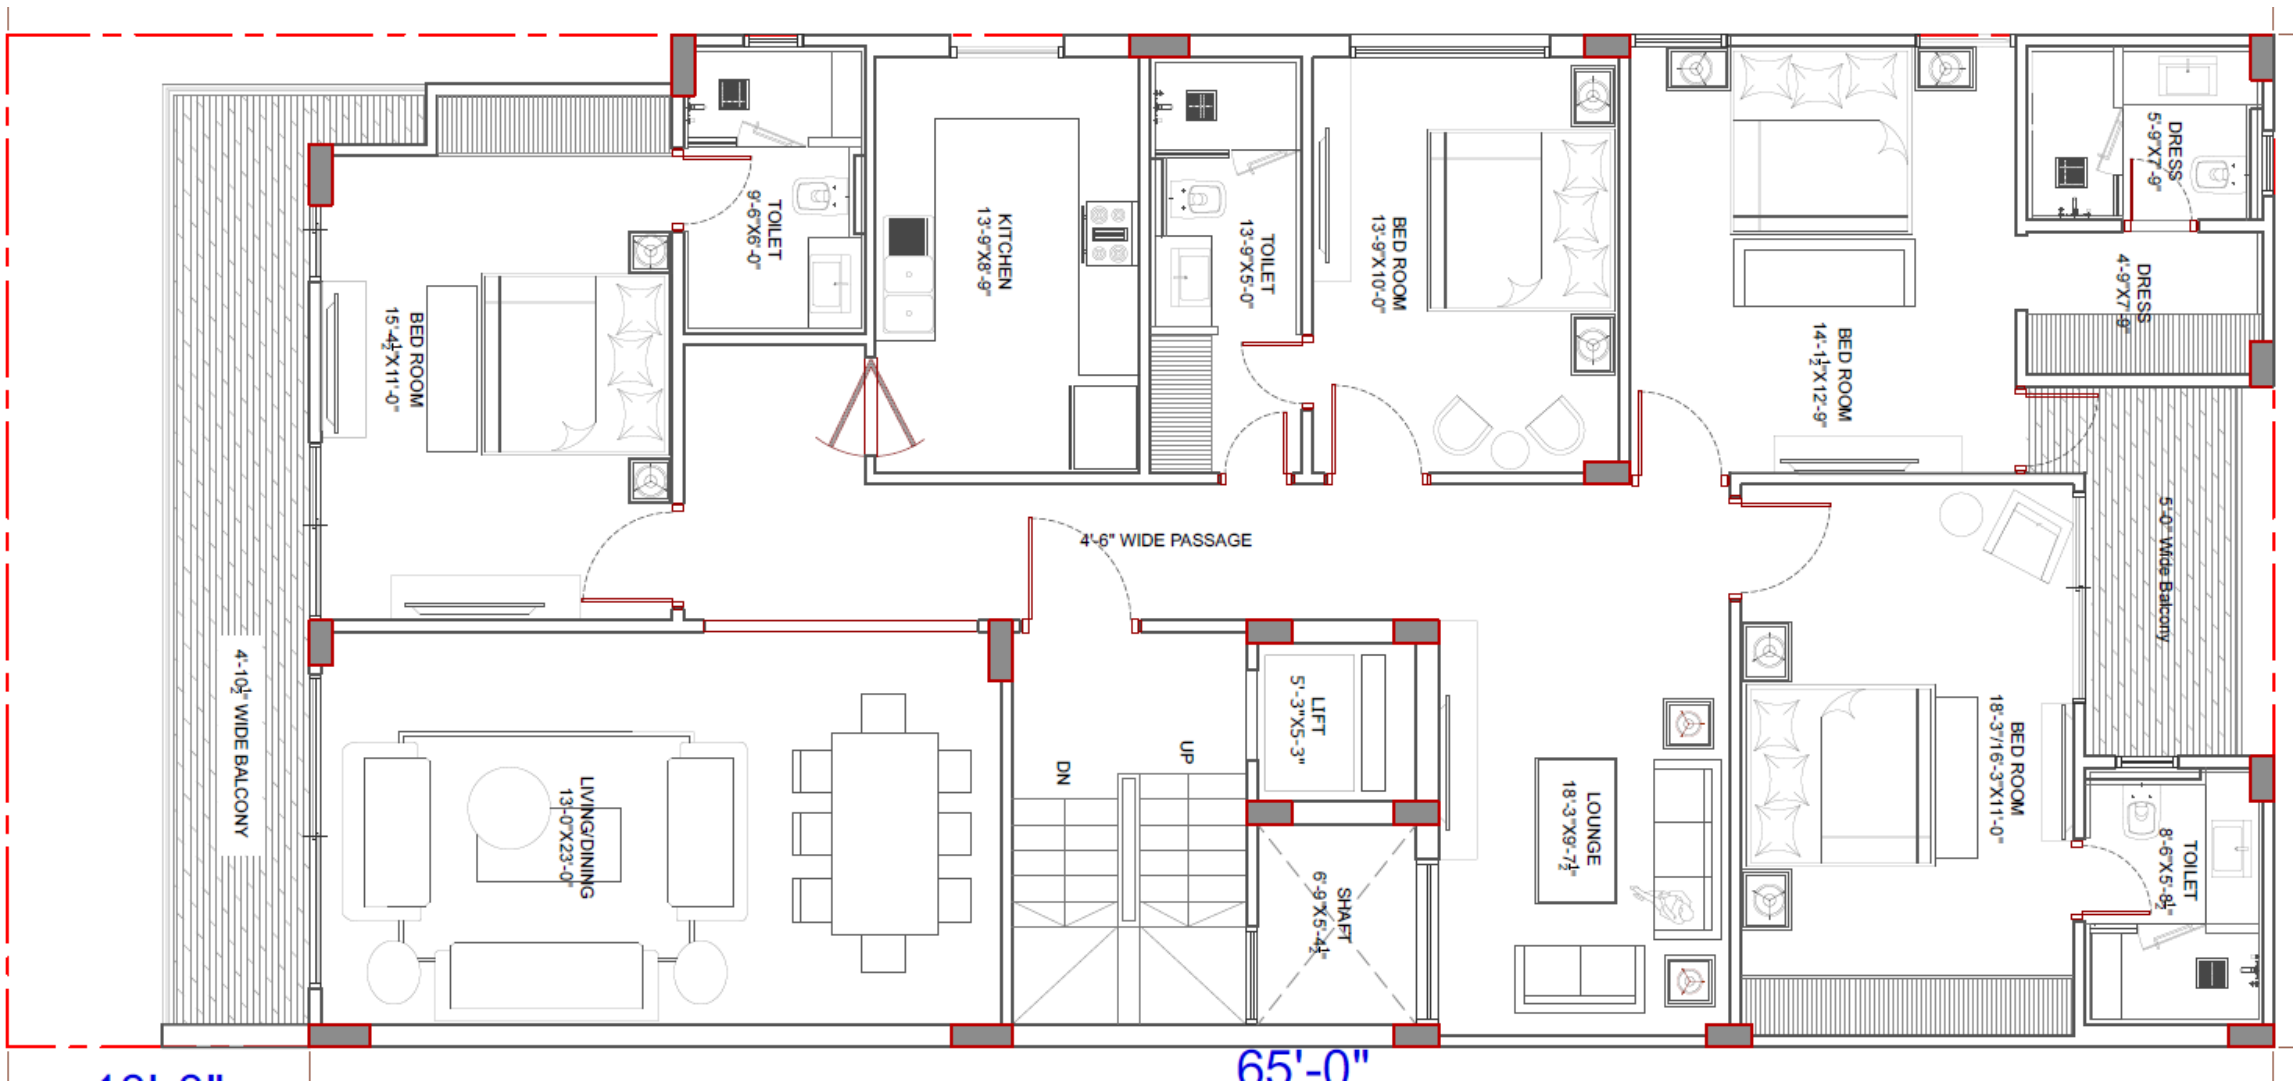 TOILET
9'-6"X6'-0"
KITCHEN
13'-9"X8'-9"
TOILET
13'-9"X5'-0"
BED ROOM
13'-9"X10'-0"
BED ROOM
14'-1½"X12'-9"
DRESS
5'-9"X7'-9"
DRESS
4'-9"X7'-9"
BED ROOM
15'-4½"X11'-0"
4'-6" WIDE PASSAGE
5'-0" Wide Balcony
4'-10½" WIDE BALCONY
LIVING/DINING
13'-0"X23'-0"
DN
UP
LIFT
5'-3"X5'-3"
SHAFT
6'-9"X5'-4½"
LOUNGE
18'-3"X9'-7½"
BED ROOM
18'-3"/16'-3"X11'-0"
TOILET
8'-6"X5'-8½"
65'-0"